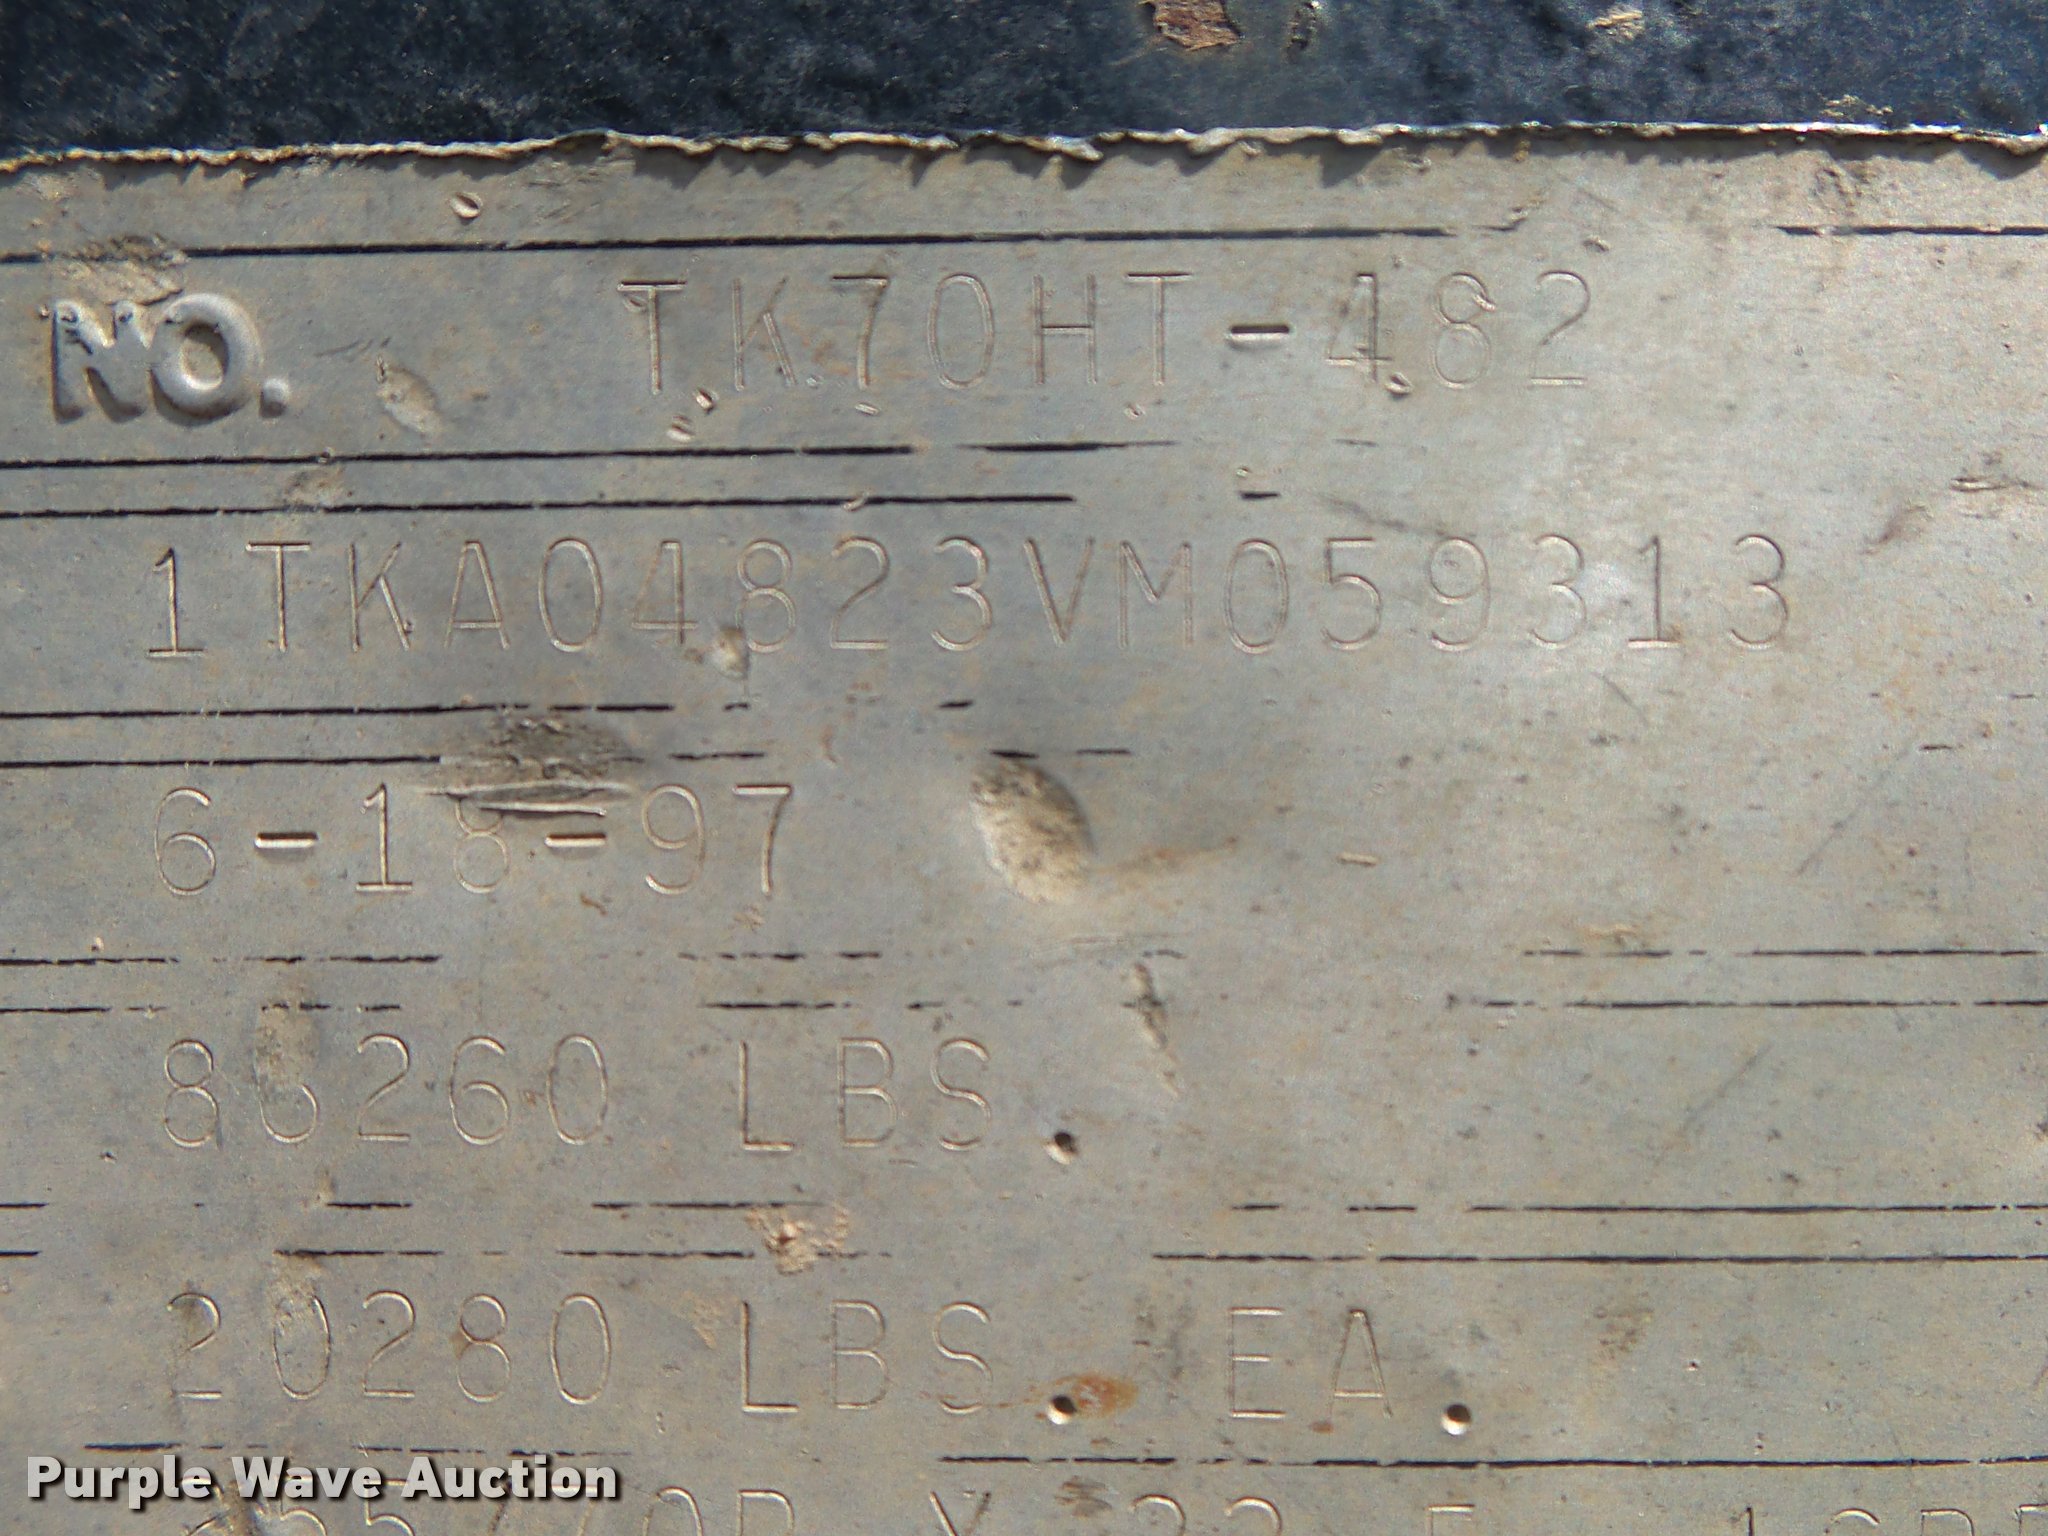 NO. TK70HT-482
1TKA04823VM059313
6-18-97
86260 LBS.
20280 LBS. EA.
Purple Wave Auction